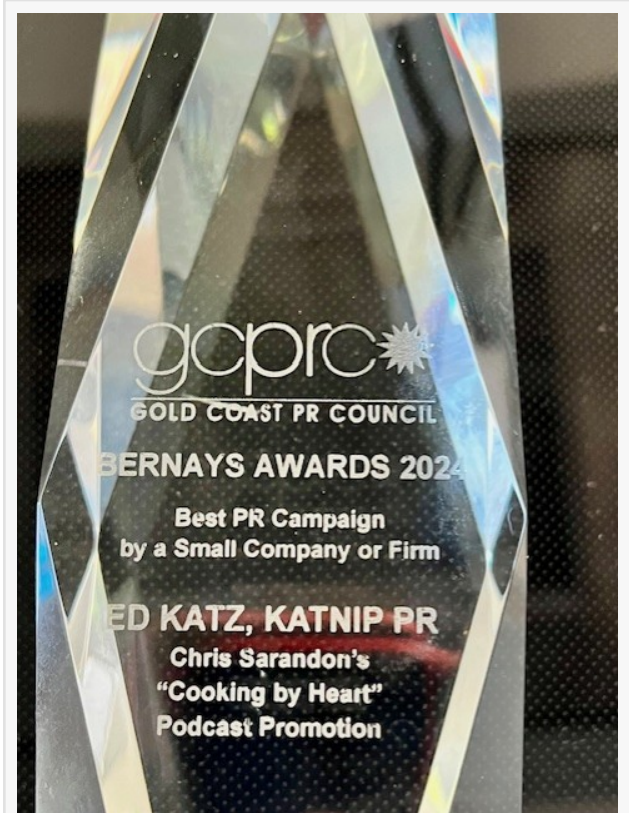 gcprc
GOLD COAST PR COUNCIL
BERNAYS AWARDS 2024
Best PR Campaign
by a Small Company or Firm
ED KATZ, KATNIP PR
Chris Sarandon's
“Cooking by Heart”
Podcast Promotion